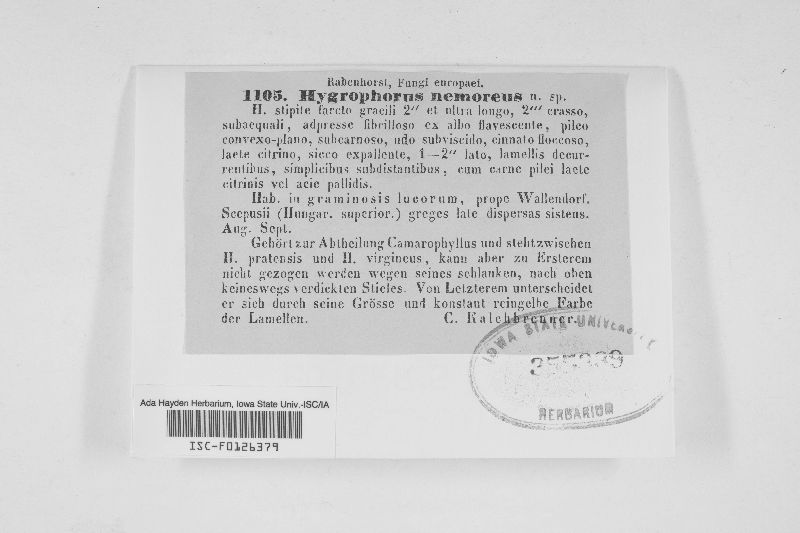 Rabenhorst, Fungi europaei.
1105. Hygrophorus nemoreus n. sp.
H. stipite farcto gracili 2″ et ultra longo, 2‴ crasso,
subaequali, adpresse fibrilloso ex albo flavescente, pileo
convexo-plano, subcarnoso, udo subviscido, cinnato floccoso,
laete citrino, sicco expallente, 1—2″ lato, lamellis decur-
rentibus, simplicibus subdistantibus, cum carne pilei laete
citrinis vel acie pallidis.
Hab. in graminosis lucorum, prope Wallendorf.
Scepusii (Hungar. superior.) greges late dispersas sistens.
Aug. Sept.
Gehört zur Abtheilung Camarophyllus und steht zwischen
H. pratensis und H. virgineus, kann aber zu Ersterem
nicht gezogen werden wegen seines schlanken, nach oben
keineswegs verdickten Stieles. Von Letzterem unterscheidet
er sich durch seine Grösse und konstant reingelbe Farbe
der Lamellen. C. Kalchbrenner.
IOWA STATE UNIVERSITY
HERBARIUM
Ada Hayden Herbarium, Iowa State Univ.-ISC/IA
ISC-F0126379